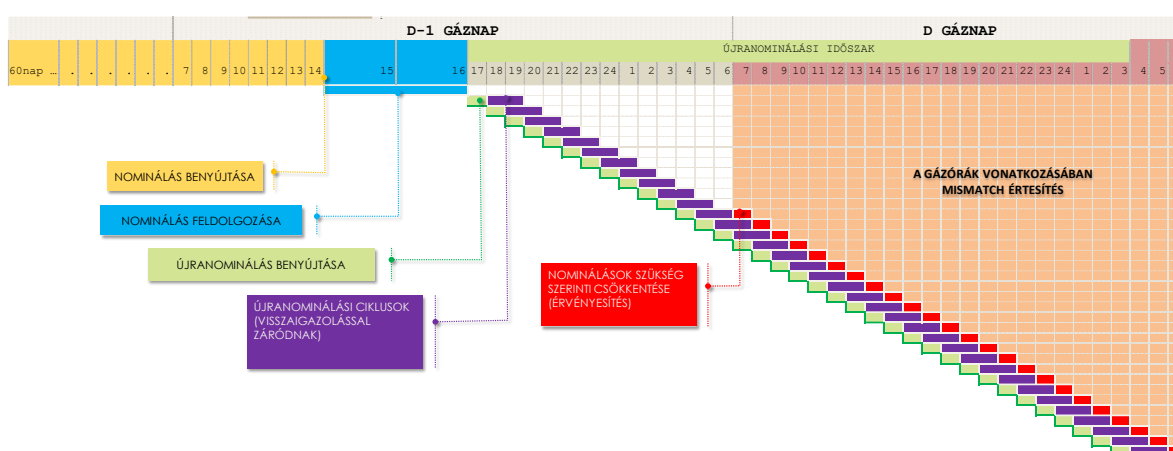 D-1 GÁZNAP D GÁZNAP
ÚJRANOMINÁLÁSI IDŐSZAK
60nap … . . . . . . 7 8 9 10 11 12 13 14 15 16 17 18 19 20 21 22 23 24 1 2 3 4 5 6 7 8 9 10 11 12 13 14 15 16 17 18 19 20 21 22 23 24 1 2 3 4 5
NOMINÁLÁS BENYÚJTÁSA
A GÁZÓRÁK VONATKOZÁSÁBAN
MISMATCH ÉRTESÍTÉS
NOMINÁLÁS FELDOLGOZÁSA
ÚJRANOMINÁLÁS BENYÚJTÁSA
NOMINÁLÁSOK SZÜKSÉG
SZERINTI CSÖKKENTÉSE
(ÉRVÉNYESÍTÉS)
ÚJRANOMINÁLÁSI CIKLUSOK
(VISSZAIGAZOLÁSSAL
ZÁRÓDNAK)